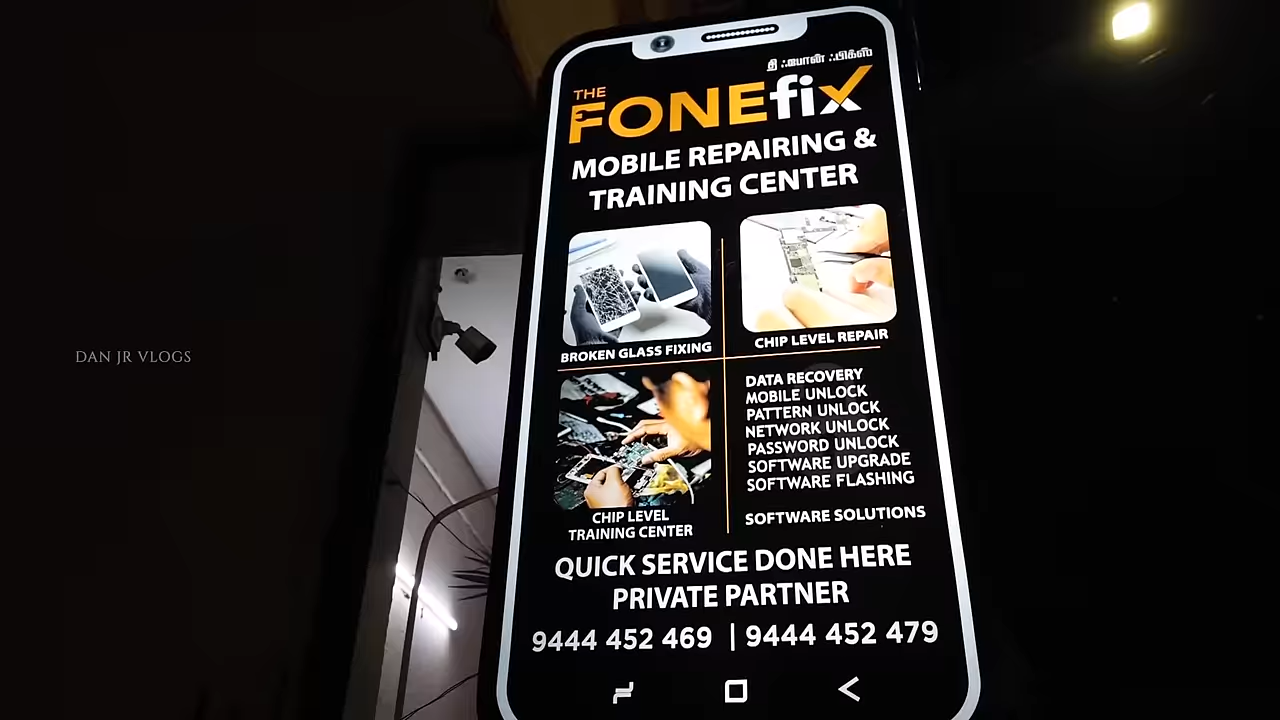 தி ஃபோன் ஃபிக்ஸ்
THE
FONEfix
MOBILE REPAIRING &
TRAINING CENTER
BROKEN GLASS FIXING
CHIP LEVEL REPAIR
CHIP LEVEL
TRAINING CENTER
DATA RECOVERY
MOBILE UNLOCK
PATTERN UNLOCK
NETWORK UNLOCK
PASSWORD UNLOCK
SOFTWARE UPGRADE
SOFTWARE FLASHING
SOFTWARE SOLUTIONS
QUICK SERVICE DONE HERE
PRIVATE PARTNER
9444 452 469 | 9444 452 479
DAN JR VLOGS